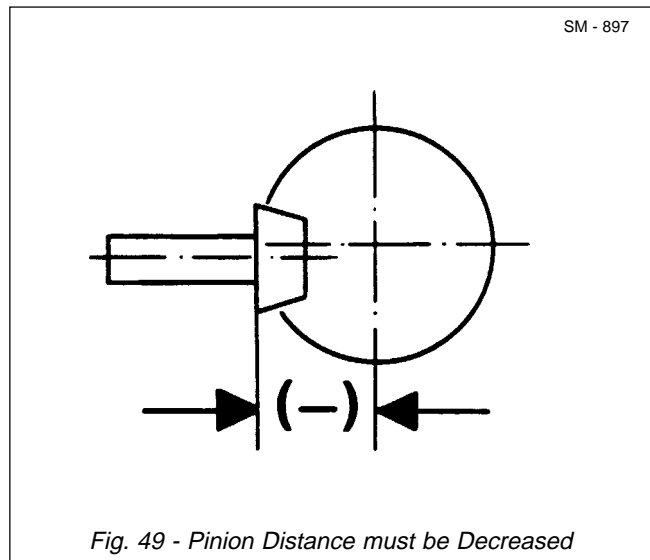 SM - 897
(–)
Fig. 49 - Pinion Distance must be Decreased